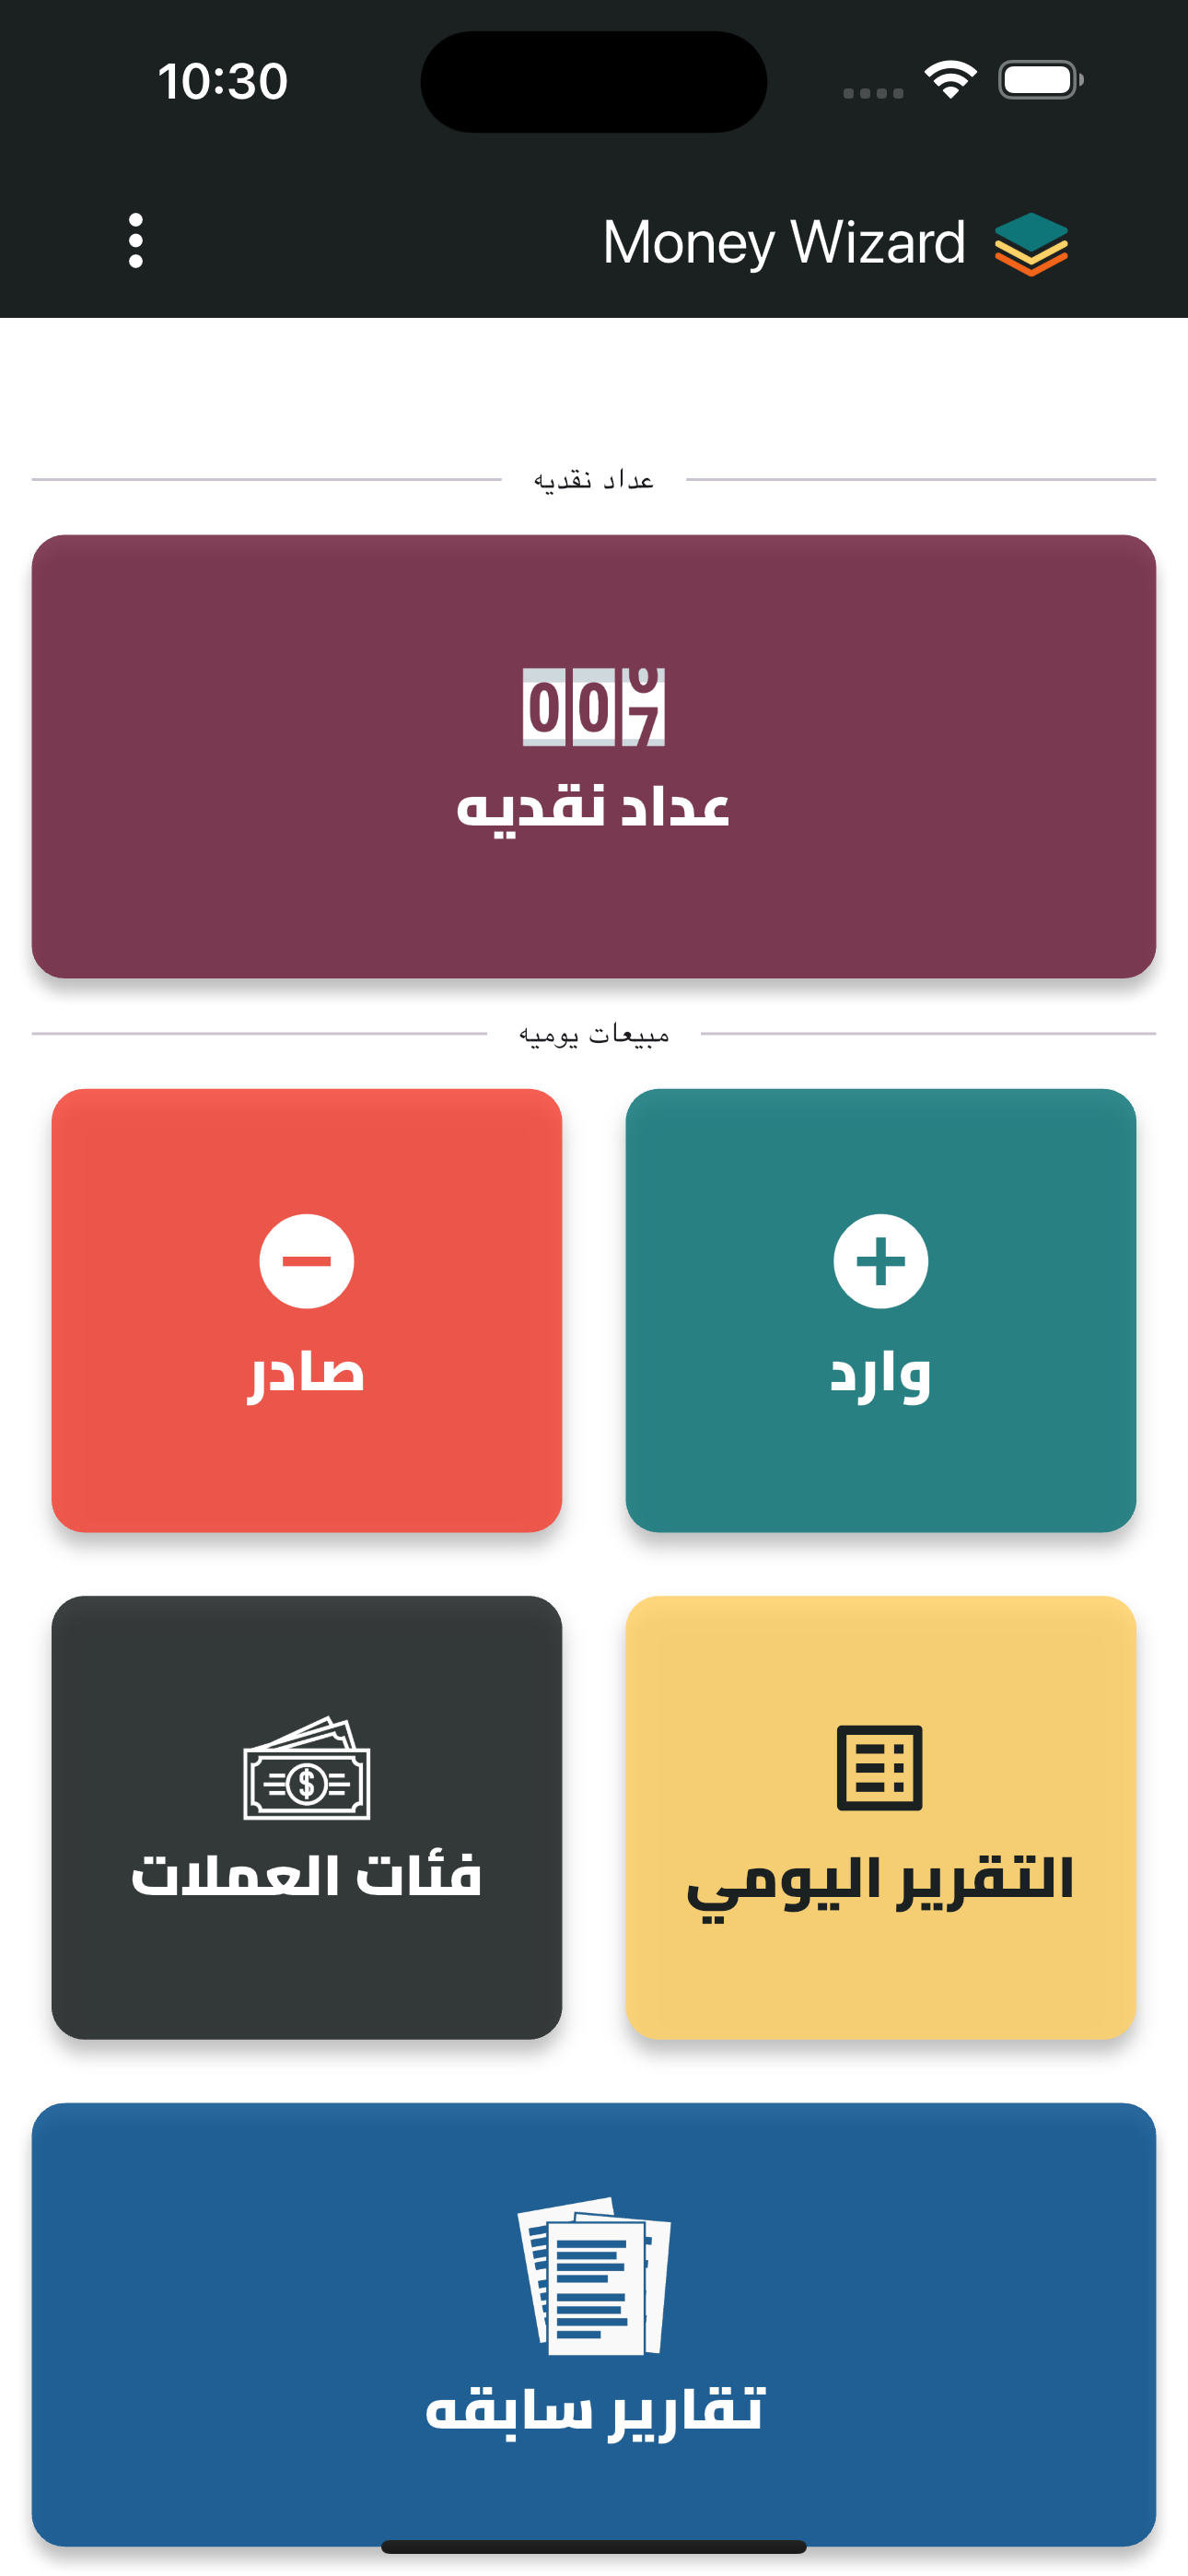 10:30
Money Wizard
عداد نقديه
007
عداد نقديه
مبيعات يوميه
وارد
صادر
التقرير اليومي
$
فئات العملات
تقارير سابقه